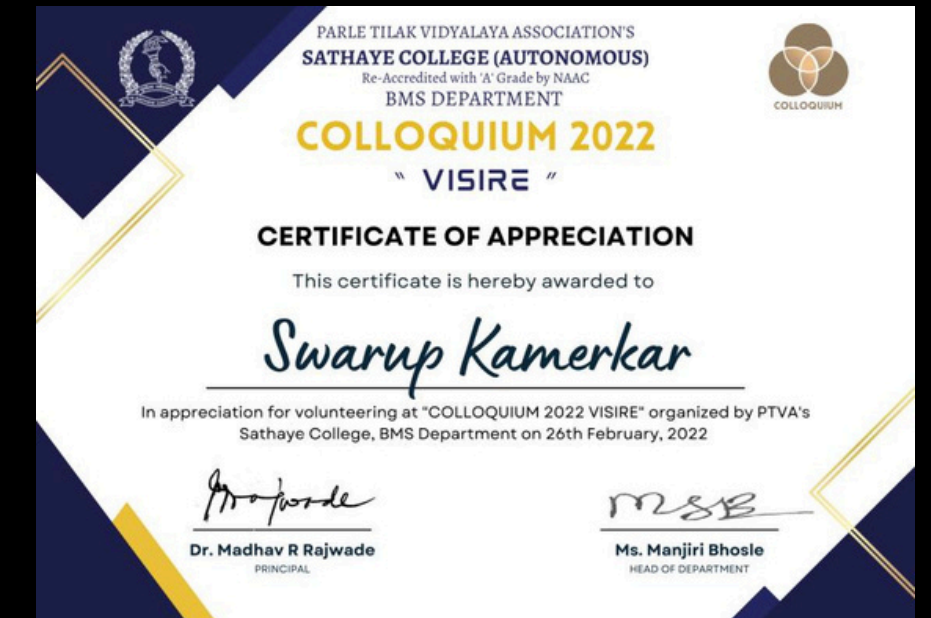 PARLE TILAK VIDYALAYA ASSOCIATION'S
SATHAYE COLLEGE (AUTONOMOUS)
Re-Accredited with 'A' Grade by NAAC
BMS DEPARTMENT
COLLOQUIUM
COLLOQUIUM 2022
" VISIRE "
CERTIFICATE OF APPRECIATION
This certificate is hereby awarded to
Swarup Kamerkar
In appreciation for volunteering at "COLLOQUIUM 2022 VISIRE" organized by PTVA's
Sathaye College, BMS Department on 26th February, 2022
Dr. Madhav R Rajwade
PRINCIPAL
MSB
Ms. Manjiri Bhosle
HEAD OF DEPARTMENT